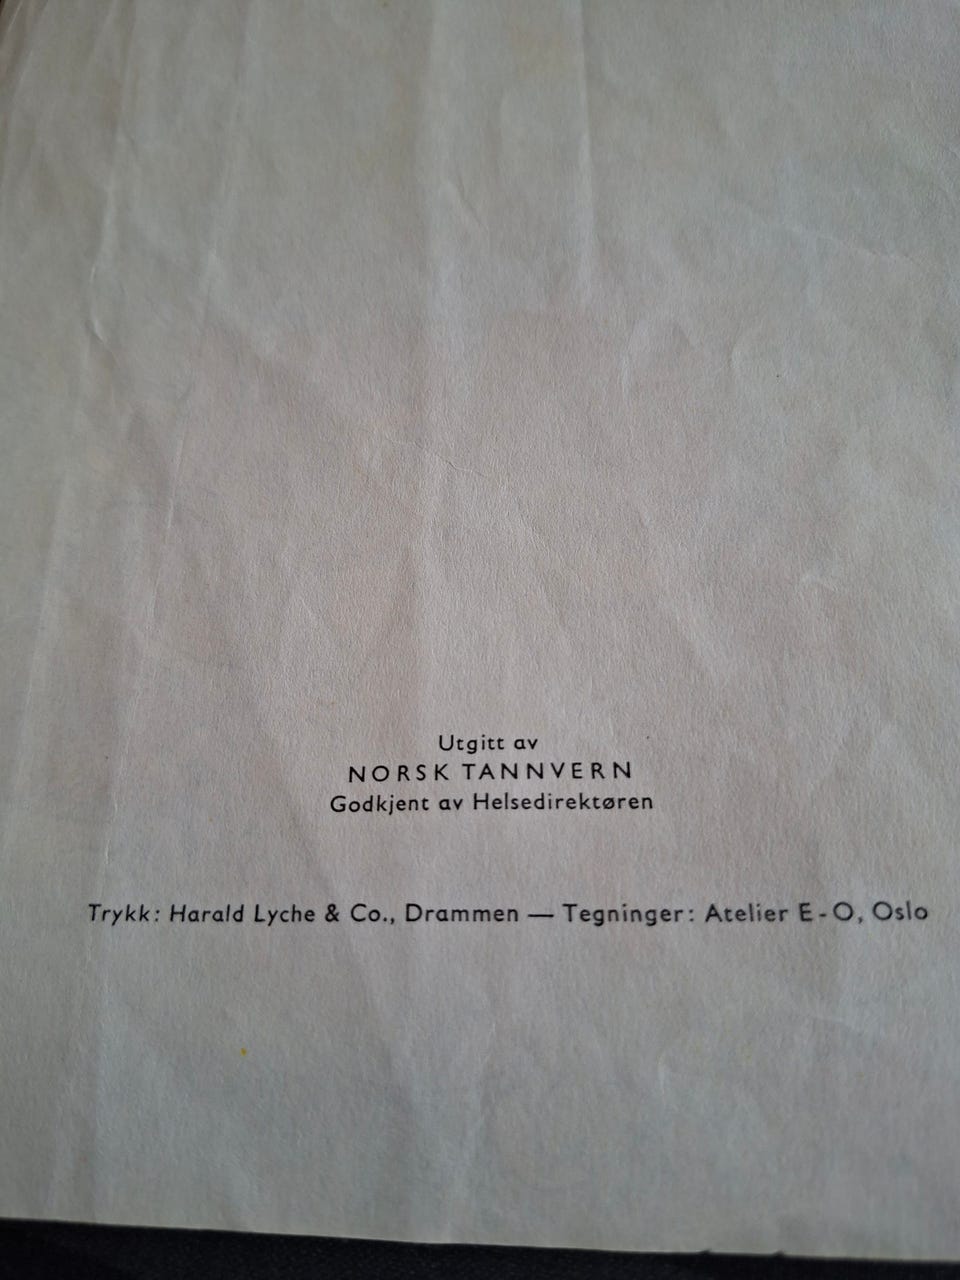 Utgitt av
NORSK TANNVERN
Godkjent av Helsedirektøren
Trykk: Harald Lyche & Co., Drammen — Tegninger: Atelier E-O, Oslo